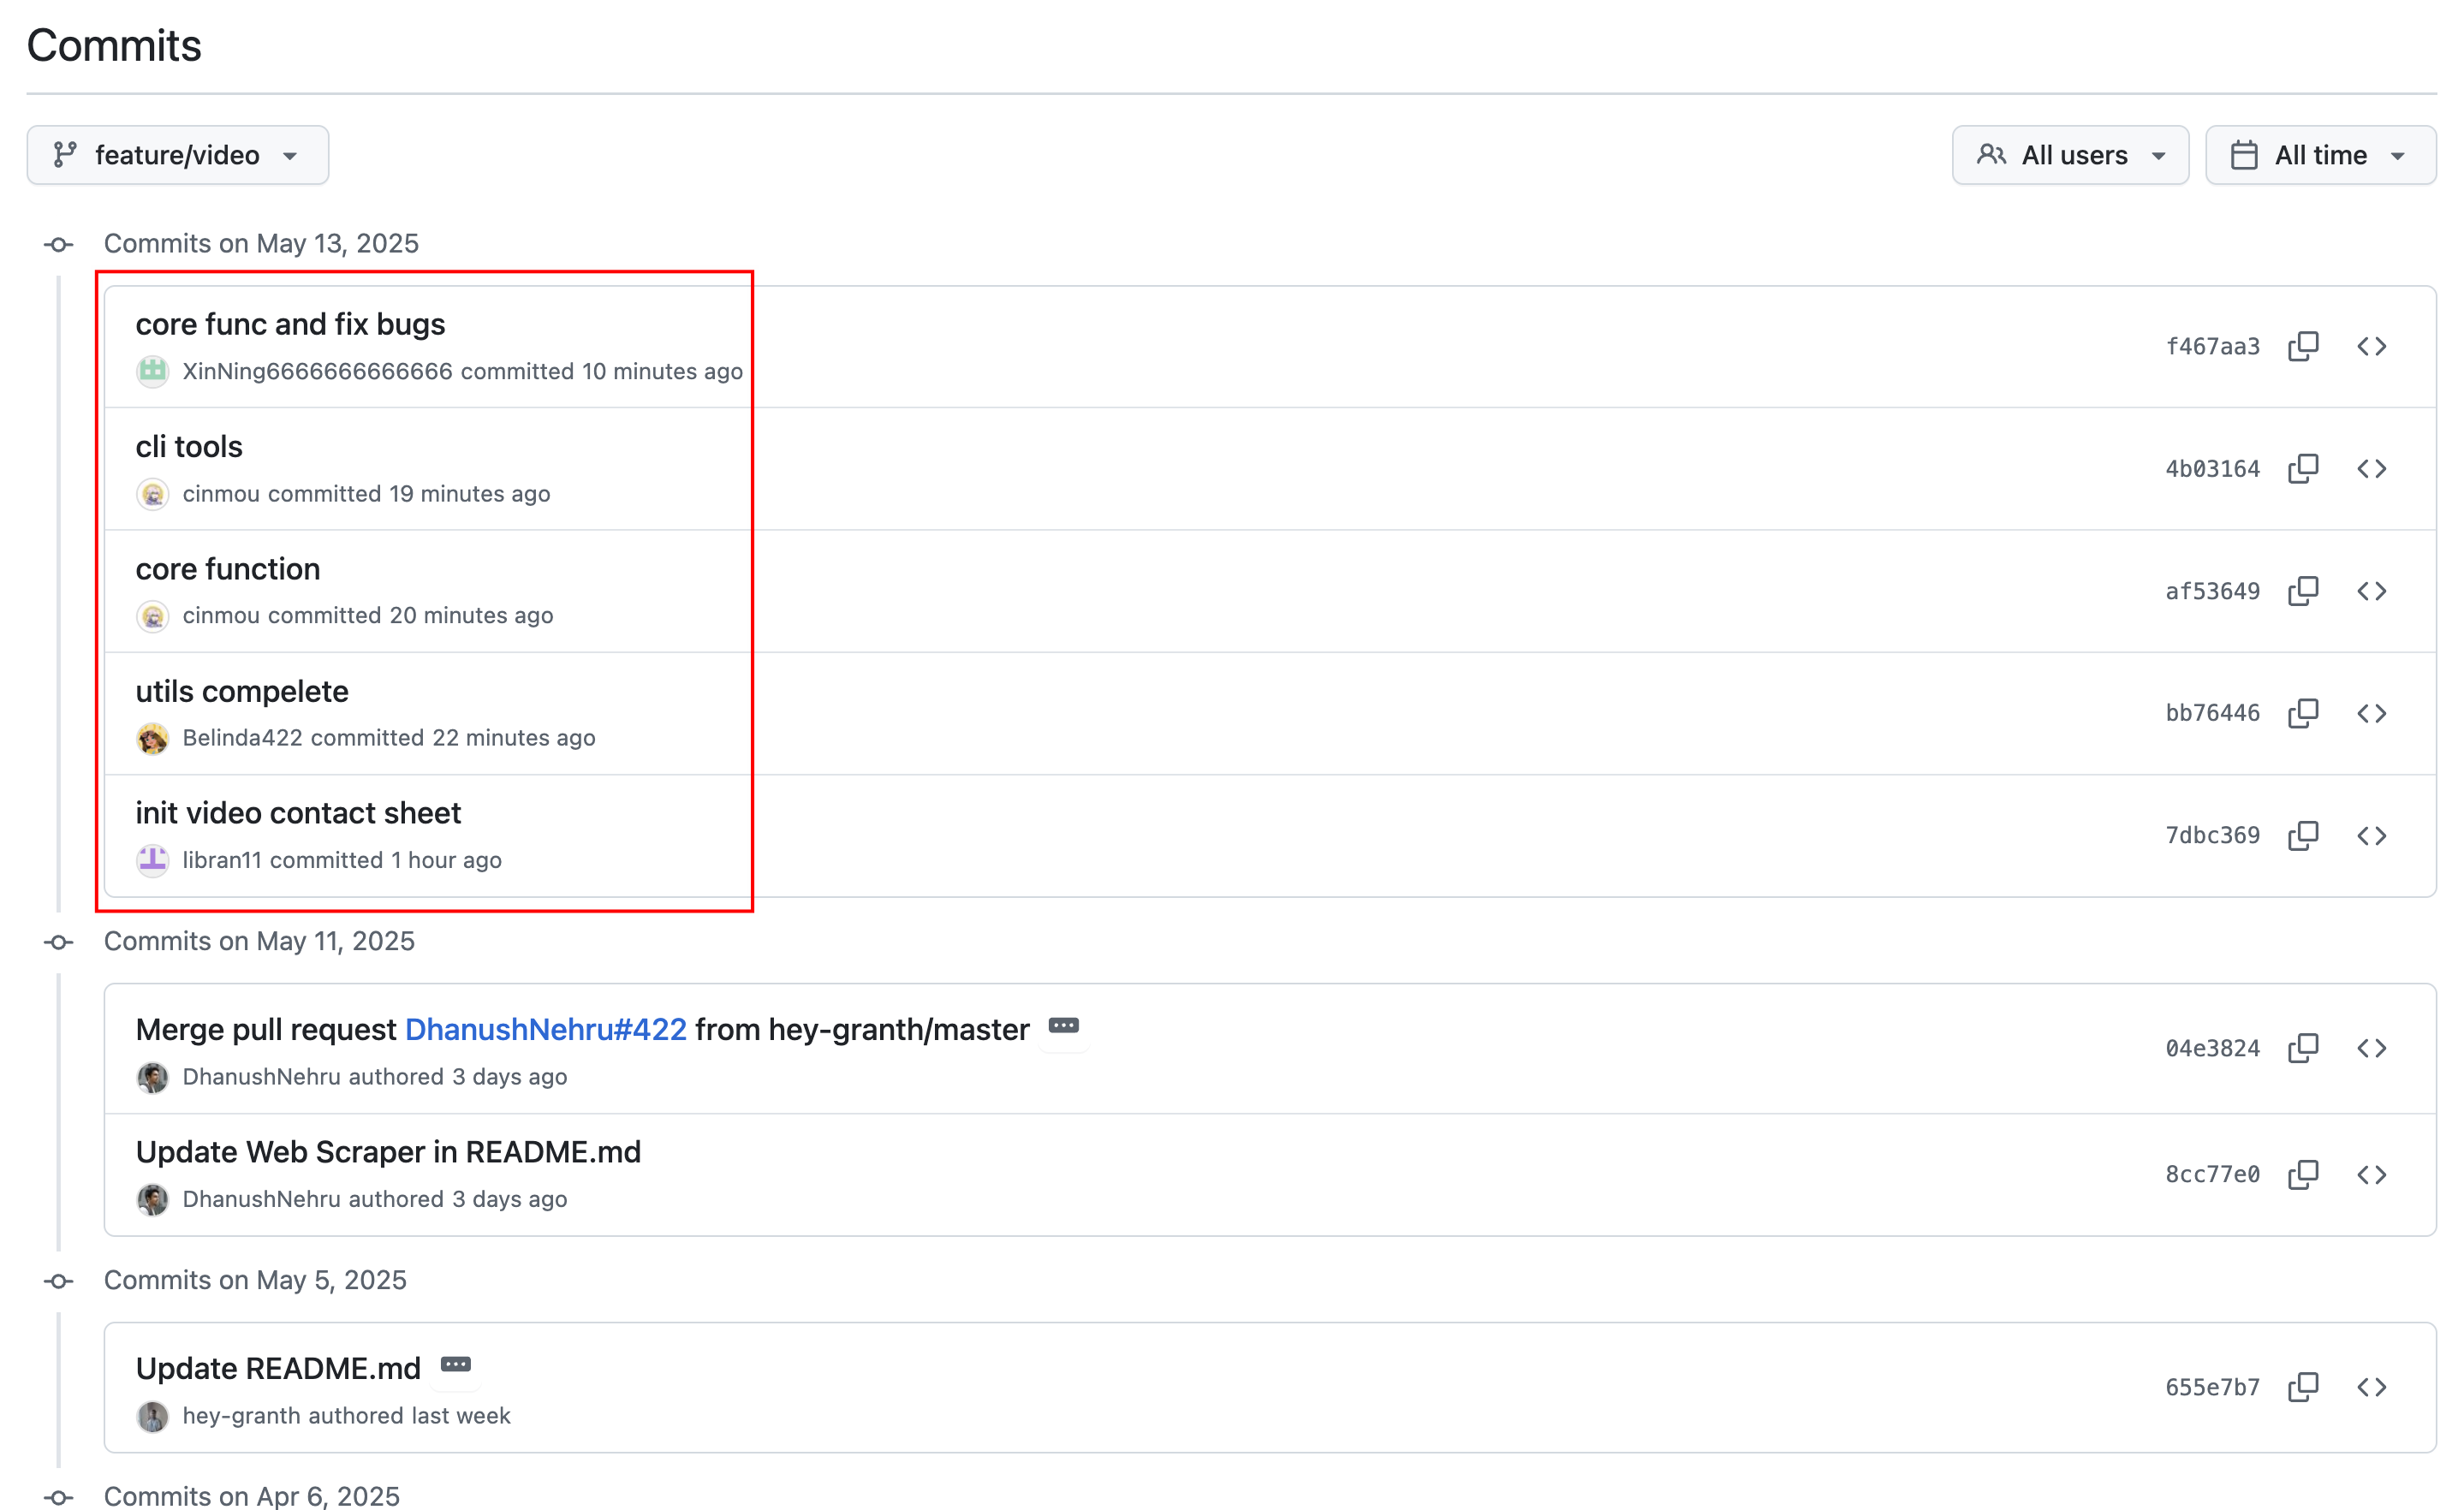 Commits
feature/video
All users
All time
Commits on May 13, 2025
core func and fix bugs
XinNing6666666666666 committed 10 minutes ago
f467aa3
cli tools
cinmou committed 19 minutes ago
4b03164
core function
cinmou committed 20 minutes ago
af53649
utils compelete
Belinda422 committed 22 minutes ago
bb76446
init video contact sheet
libran11 committed 1 hour ago
7dbc369
Commits on May 11, 2025
Merge pull request DhanushNehru#422 from hey-granth/master
DhanushNehru authored 3 days ago
04e3824
Update Web Scraper in README.md
DhanushNehru authored 3 days ago
8cc77e0
Commits on May 5, 2025
Update README.md
hey-granth authored last week
655e7b7
Commits on Apr 6, 2025